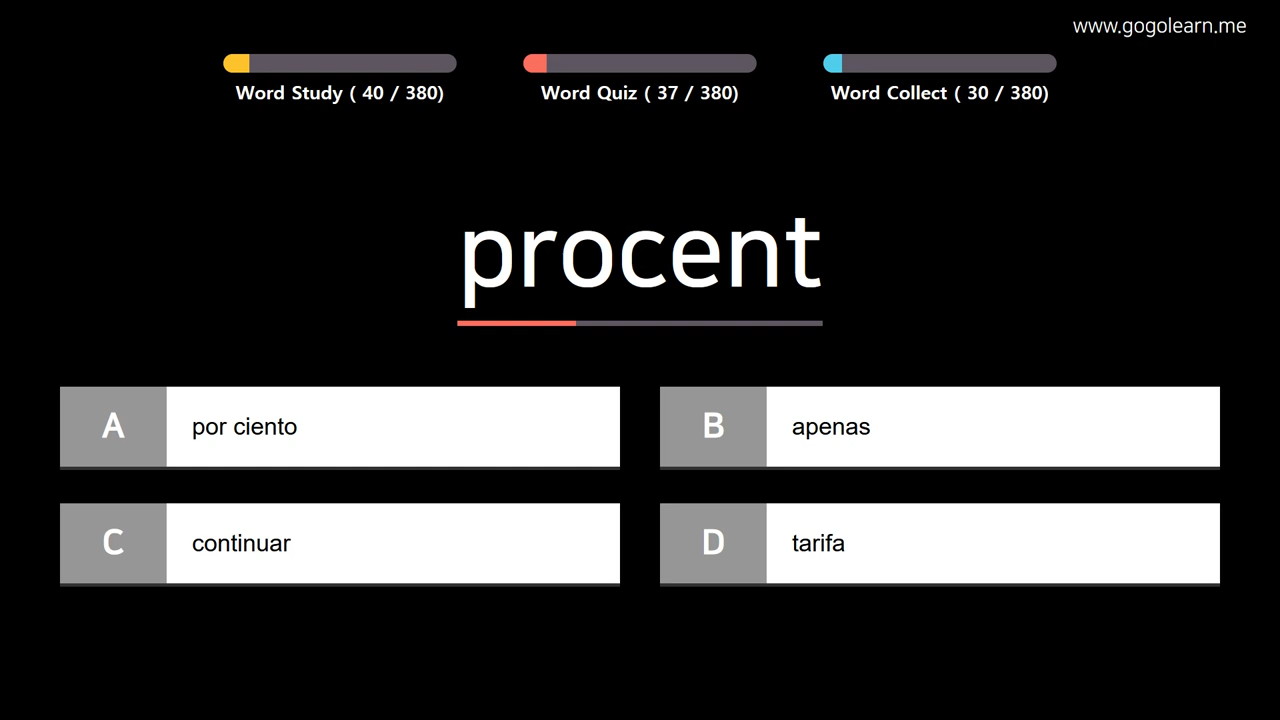 www.gogolearn.me
Word Study ( 40 / 380)
Word Quiz ( 37 / 380)
Word Collect ( 30 / 380)
procent
A por ciento
B apenas
C continuar
D tarifa